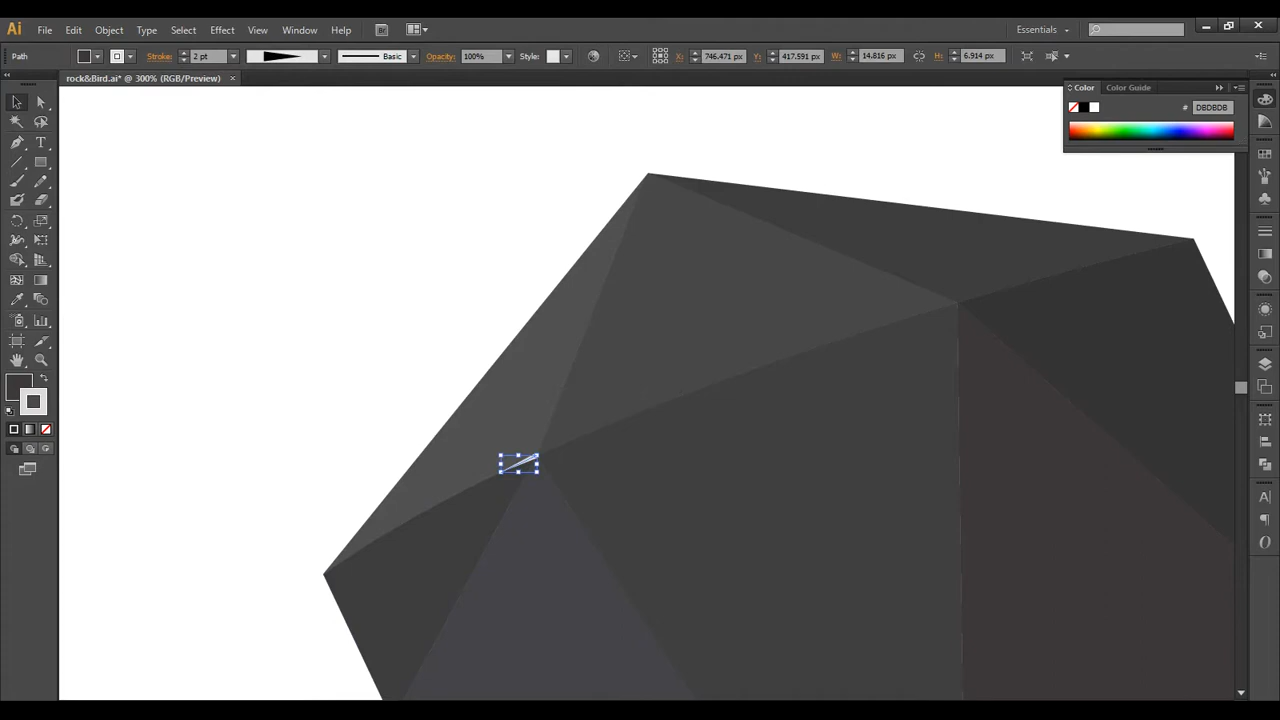 Ai File Edit Object Type Select Effect View Window Help Br Essentials
Path Stroke: 2 pt Basic Opacity: 100% Style: X: 746.471 px Y: 417.591 px W: 14.816 px H: 6.914 px
rock&Bird.ai* @ 300% (RGB/Preview)
Color Color Guide
# DBDBDB